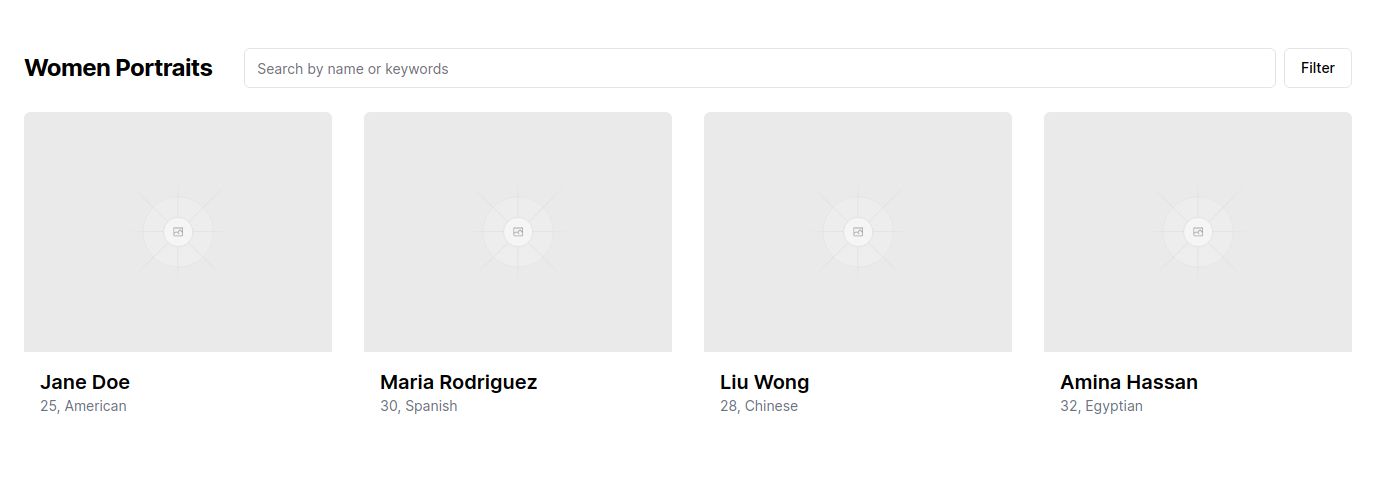 Women Portraits
Search by name or keywords
Filter
Jane Doe
25, American
Maria Rodriguez
30, Spanish
Liu Wong
28, Chinese
Amina Hassan
32, Egyptian